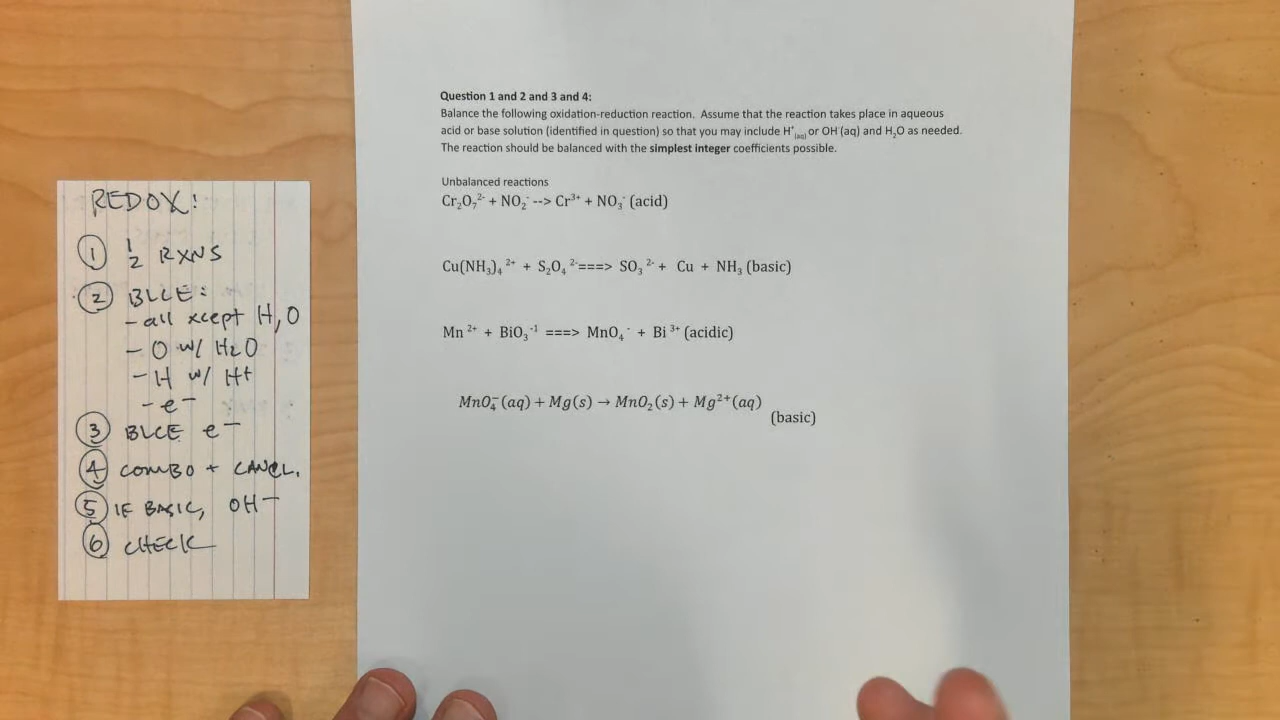 REDOX:
① ½ RXNS
② BLCE:
- all xcept H, O
- O w/ H2O
- H w/ H+
- e⁻
③ BLCE e⁻
④ COMBO + CANCL.
⑤ IF BASIC, OH⁻
⑥ CHECK
Question 1 and 2 and 3 and 4:
Balance the following oxidation-reduction reaction. Assume that the reaction takes place in aqueous
acid or base solution (identified in question) so that you may include H⁺(aq) or OH⁻(aq) and H₂O as needed.
The reaction should be balanced with the simplest integer coefficients possible.
Unbalanced reactions
Cr₂O₇²⁻ + NO₂⁻ --> Cr³⁺ + NO₃⁻ (acid)
Cu(NH₃)₄ ²⁺ + S₂O₄ ²⁻===> SO₃ ²⁻ + Cu + NH₃ (basic)
Mn ²⁺ + BiO₃⁻¹ ===> MnO₄⁻ + Bi ³⁺ (acidic)
MnO₄⁻(aq) + Mg(s) → MnO₂(s) + Mg²⁺(aq)
(basic)